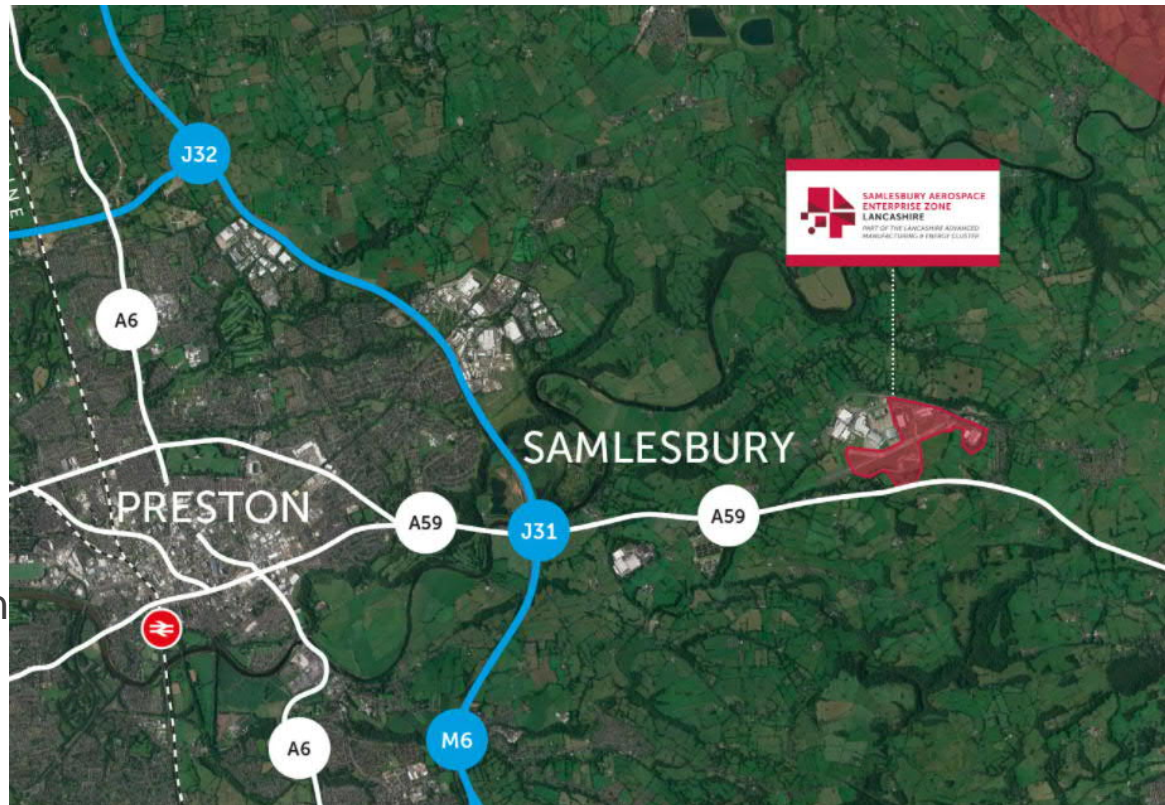 J32
NE
SAMLESBURY AEROSPACE
ENTERPRISE ZONE
LANCASHIRE
PART OF THE LANCASHIRE ADVANCED
MANUFACTURING & ENERGY CLUSTER
A6
SAMLESBURY
PRESTON
A59
J31
A59
A6
M6